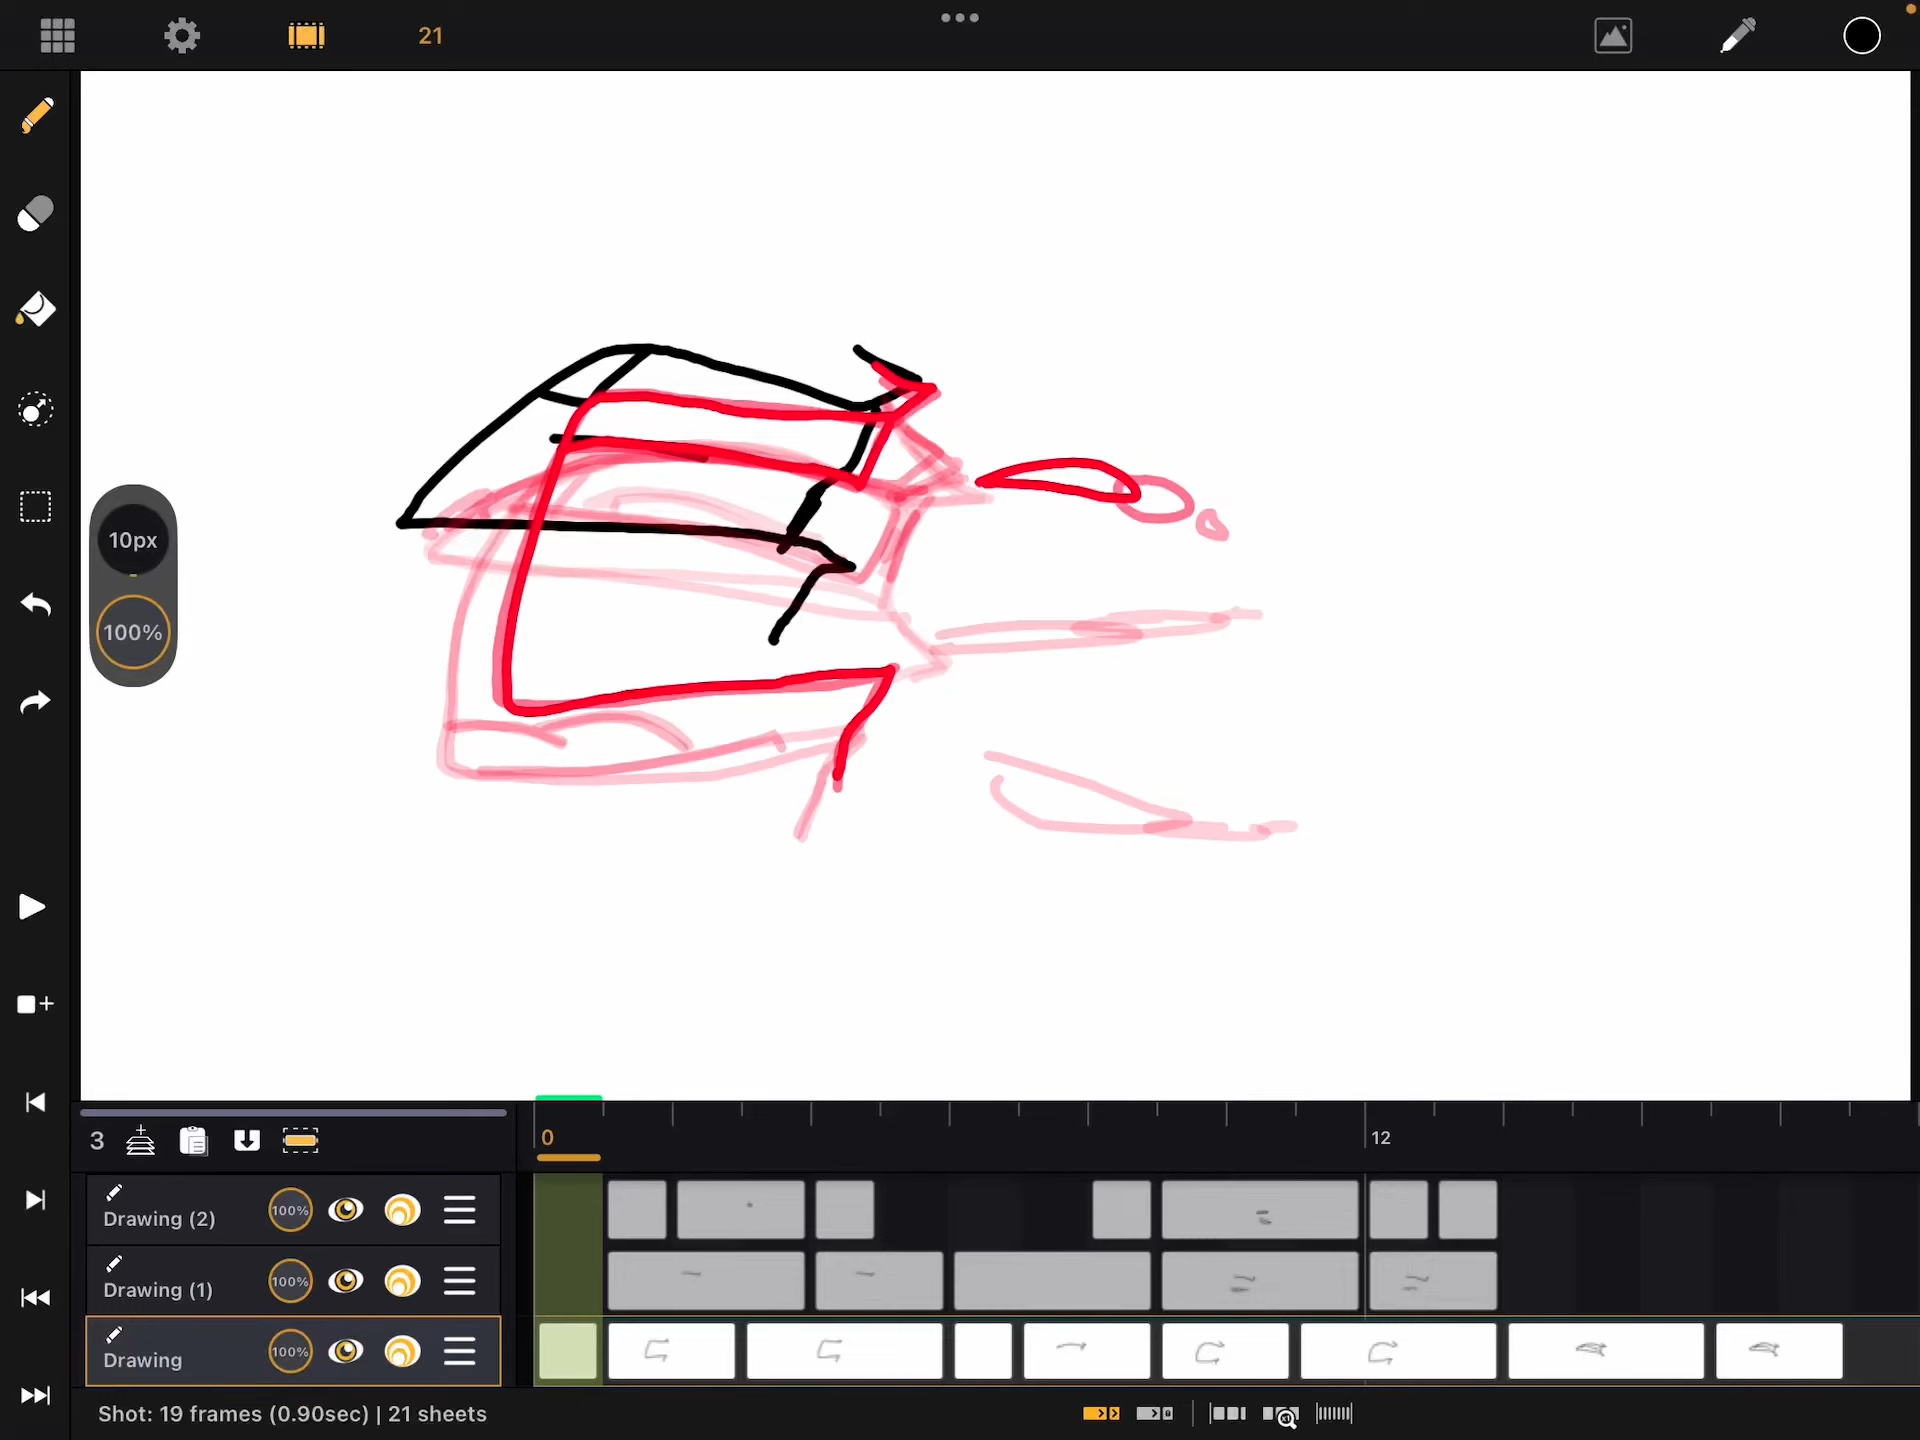 21
10px
100%
3
0
12
100%
Drawing (2)
100%
Drawing (1)
100%
Drawing
Shot: 19 frames (0.90sec) | 21 sheets